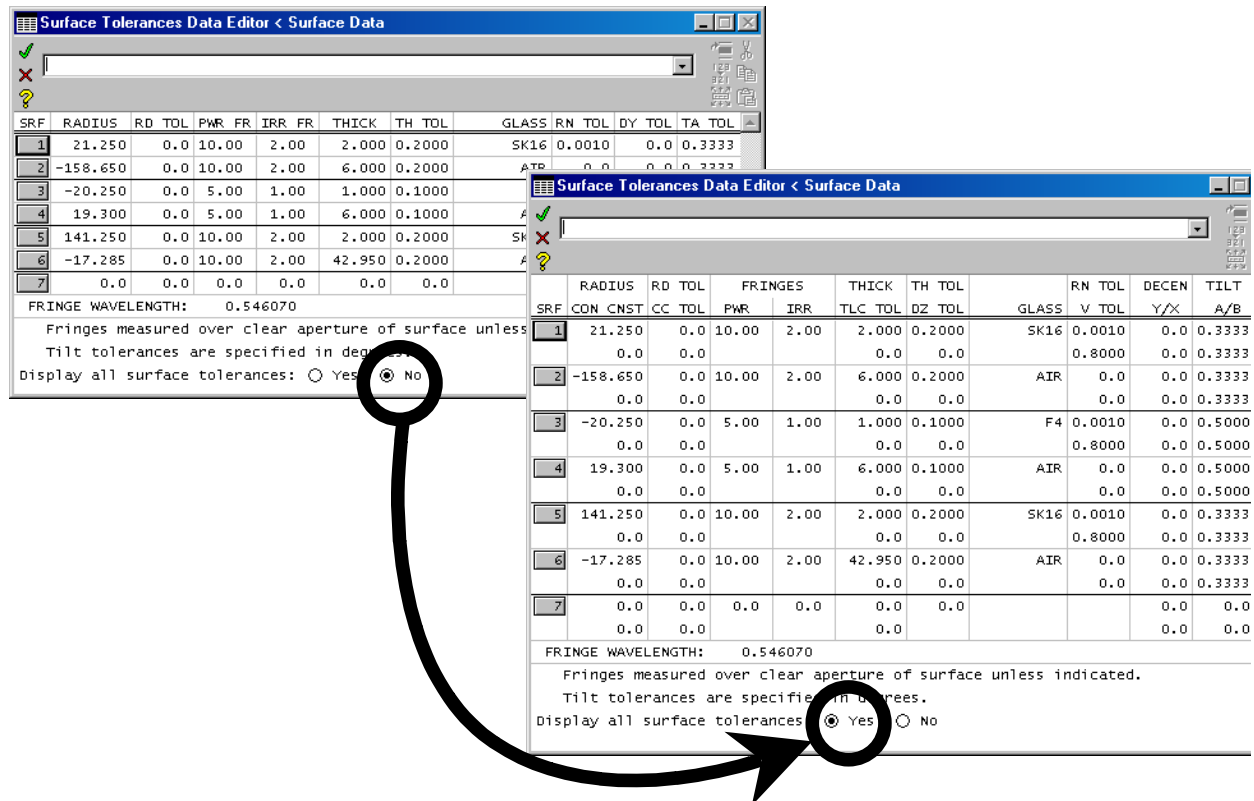 Surface Tolerances Data Editor < Surface Data
SRF RADIUS RD TOL PWR FR IRR FR THICK TH TOL GLASS RN TOL DY TOL TA TOL
1 21.250 0.0 10.00 2.00 2.000 0.2000 SK16 0.0010 0.0 0.3333
2 -158.650 0.0 10.00 2.00 6.000 0.2000 AIR 0.0 0.0 0.3333
3 -20.250 0.0 5.00 1.00 1.000 0.1000
4 19.300 0.0 5.00 1.00 6.000 0.1000
5 141.250 0.0 10.00 2.00 2.000 0.2000
6 -17.285 0.0 10.00 2.00 42.950 0.2000
7 0.0 0.0 0.0 0.0 0.0 0.0
FRINGE WAVELENGTH: 0.546070
Fringes measured over clear aperture of surface unless
Tilt tolerances are specified in degrees.
Display all surface tolerances: Yes No
Surface Tolerances Data Editor < Surface Data
RADIUS RD TOL FRINGES THICK TH TOL RN TOL DECEN TILT
SRF CON CNST CC TOL PWR IRR TLC TOL DZ TOL GLASS V TOL Y/X A/B
1 21.250 0.0 10.00 2.00 2.000 0.2000 SK16 0.0010 0.0 0.3333
0.0 0.0 0.0 0.0 0.8000 0.0 0.3333
2 -158.650 0.0 10.00 2.00 6.000 0.2000 AIR 0.0 0.0 0.3333
0.0 0.0 0.0 0.0 0.0 0.0 0.3333
3 -20.250 0.0 5.00 1.00 1.000 0.1000 F4 0.0010 0.0 0.5000
0.0 0.0 0.0 0.0 0.8000 0.0 0.5000
4 19.300 0.0 5.00 1.00 6.000 0.1000 AIR 0.0 0.0 0.5000
0.0 0.0 0.0 0.0 0.0 0.0 0.5000
5 141.250 0.0 10.00 2.00 2.000 0.2000 SK16 0.0010 0.0 0.3333
0.0 0.0 0.0 0.0 0.8000 0.0 0.3333
6 -17.285 0.0 10.00 2.00 42.950 0.2000 AIR 0.0 0.0 0.3333
0.0 0.0 0.0 0.0 0.0 0.0 0.3333
7 0.0 0.0 0.0 0.0 0.0 0.0 0.0 0.0
0.0 0.0 0.0 0.0 0.0
FRINGE WAVELENGTH: 0.546070
Fringes measured over clear aperture of surface unless indicated.
Tilt tolerances are specified in degrees.
Display all surface tolerances Yes No